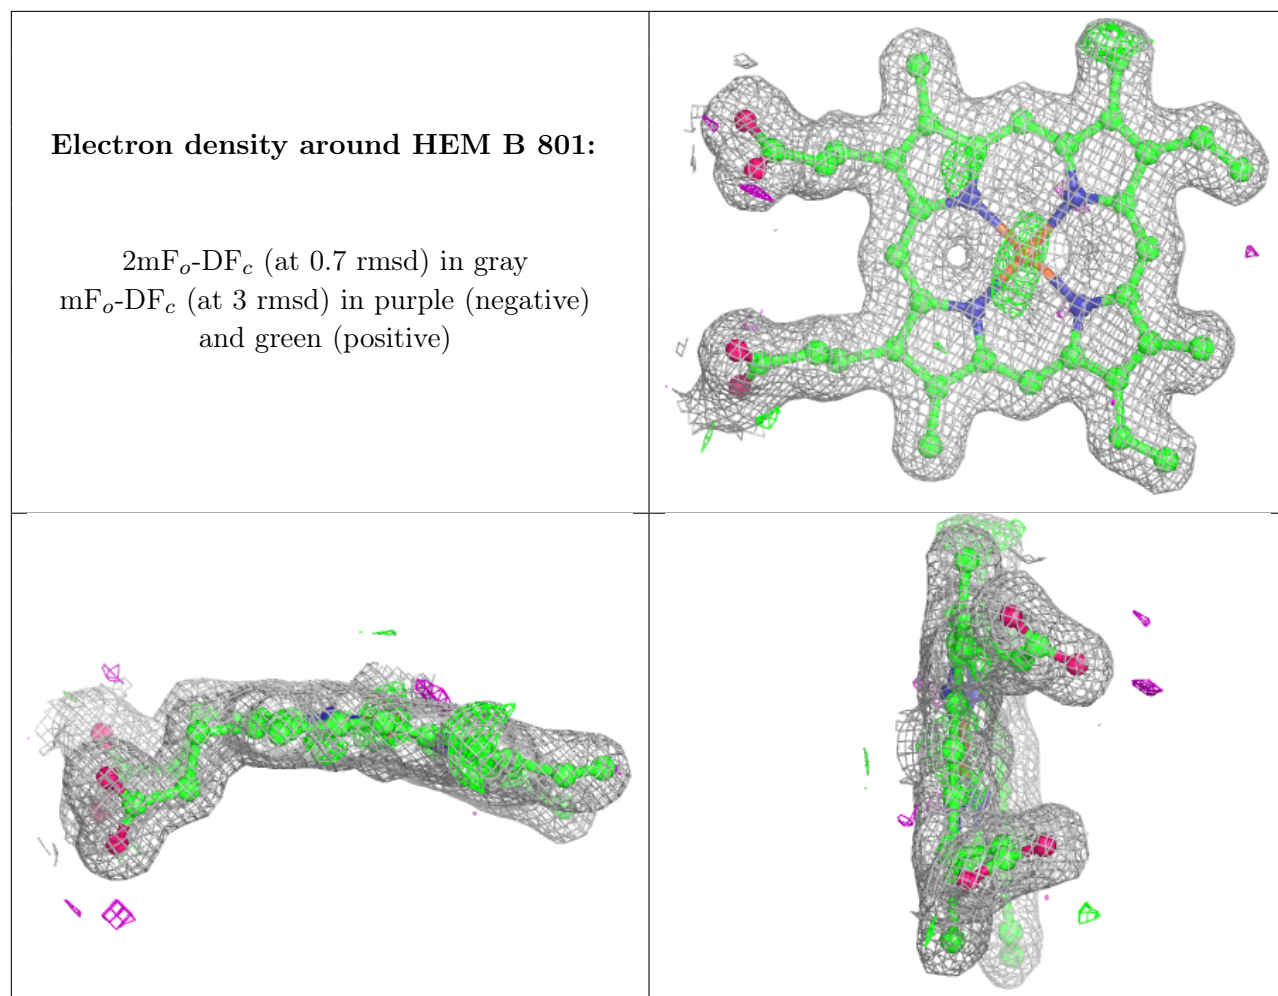 Electron density around HEM B 801:
2mFo-DFc (at 0.7 rmsd) in gray
mFo-DFc (at 3 rmsd) in purple (negative)
and green (positive)